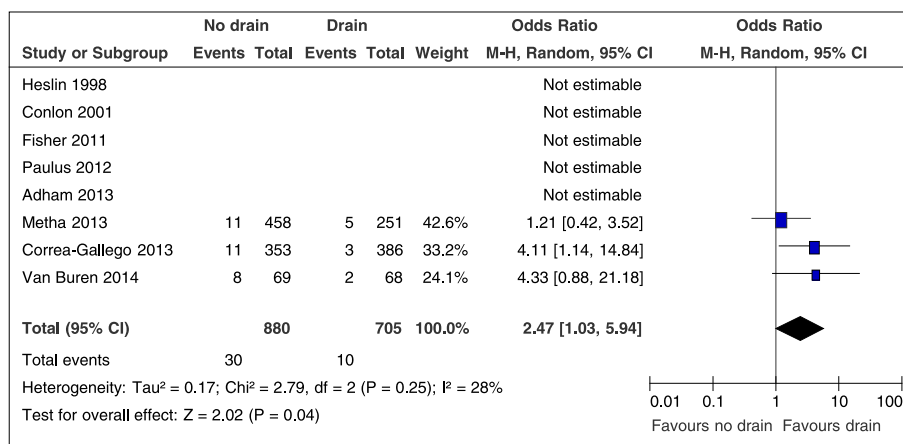 No drain Drain Odds Ratio Odds Ratio
Study or Subgroup Events Total Events Total Weight M-H, Random, 95% CI M-H, Random, 95% CI
Heslin 1998 Not estimable
Conlon 2001 Not estimable
Fisher 2011 Not estimable
Paulus 2012 Not estimable
Adham 2013 Not estimable
Metha 2013 11 458 5 251 42.6% 1.21 [0.42, 3.52]
Correa-Gallego 2013 11 353 3 386 33.2% 4.11 [1.14, 14.84]
Van Buren 2014 8 69 2 68 24.1% 4.33 [0.88, 21.18]
Total (95% CI) 880 705 100.0% 2.47 [1.03, 5.94]
Total events 30 10
Heterogeneity: Tau² = 0.17; Chi² = 2.79, df = 2 (P = 0.25); I² = 28%
Test for overall effect: Z = 2.02 (P = 0.04)
0.01 0.1 1 10 100
Favours no drain Favours drain